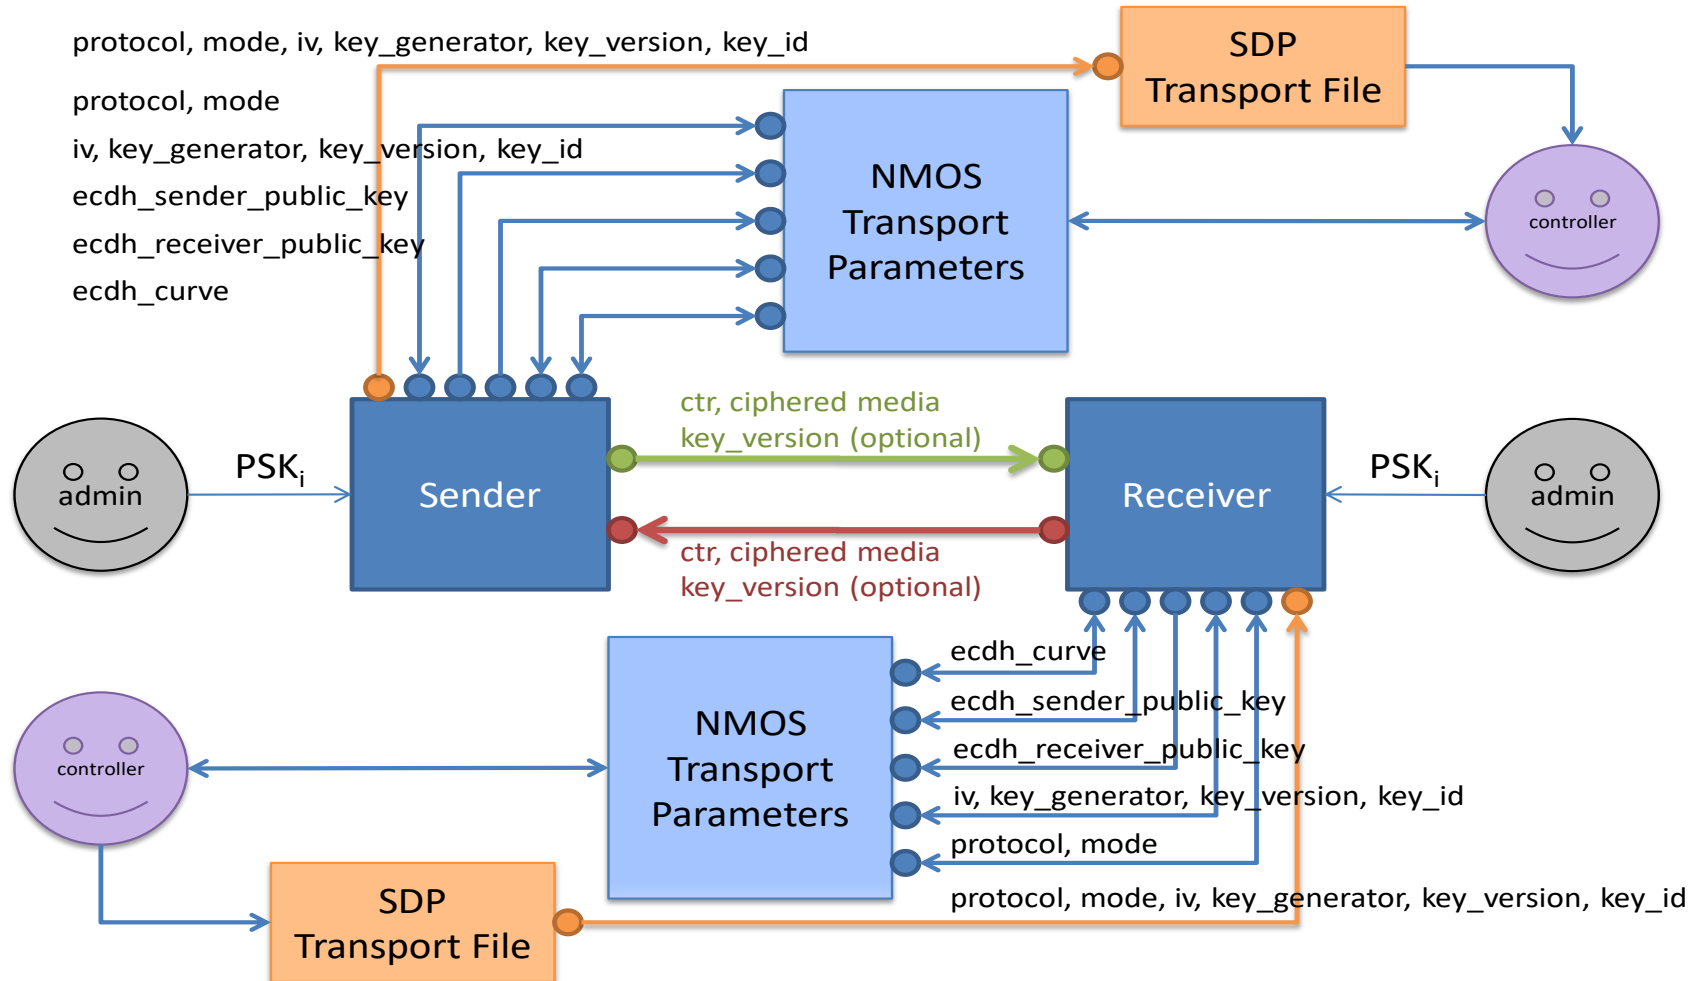 protocol, mode, iv, key_generator, key_version, key_id
SDP
Transport File
protocol, mode
iv, key_generator, key_version, key_id
ecdh_sender_public_key
ecdh_receiver_public_key
ecdh_curve
NMOS
Transport
Parameters
controller
ctr, ciphered media
key_version (optional)
admin
PSKi
Sender
Receiver
PSKi
admin
ctr, ciphered media
key_version (optional)
ecdh_curve
ecdh_sender_public_key
ecdh_receiver_public_key
iv, key_generator, key_version, key_id
protocol, mode
protocol, mode, iv, key_generator, key_version, key_id
NMOS
Transport
Parameters
controller
SDP
Transport File